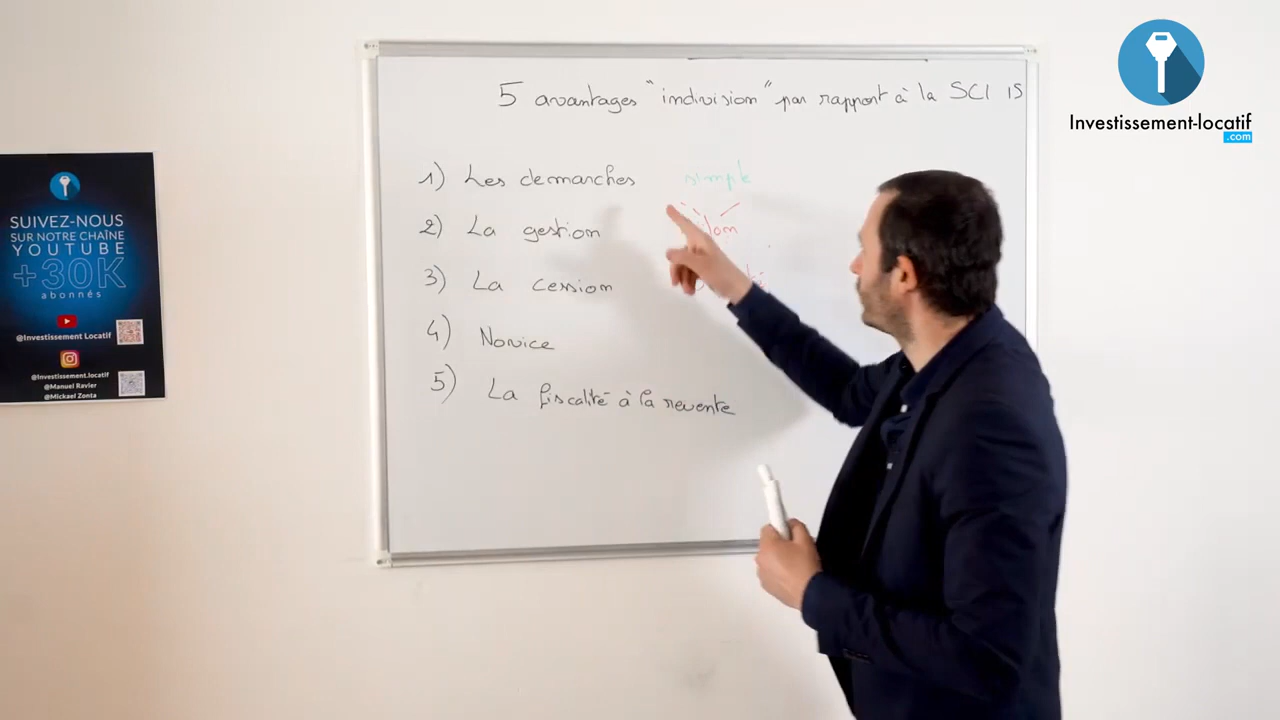 5 avantages "indivision" par rapport à la SCI IS
1) Les demarches simple
2) La gestion
3) La cession
4) Novice
5) La fiscalité à la revente
Investissement-locatif
.com
SUIVEZ-NOUS
SUR NOTRE CHAÎNE
YOUTUBE
+30K
abonnés
@Investissement Locatif
@Investissement.locatif
@Manuel Ravier
@Mickael Zonta